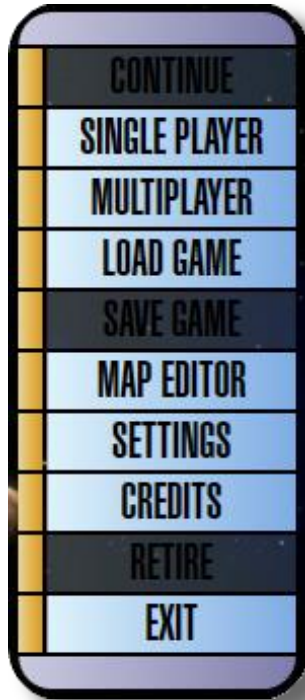 CONTINUE
SINGLE PLAYER
MULTIPLAYER
LOAD GAME
SAVE GAME
MAP EDITOR
SETTINGS
CREDITS
RETIRE
EXIT